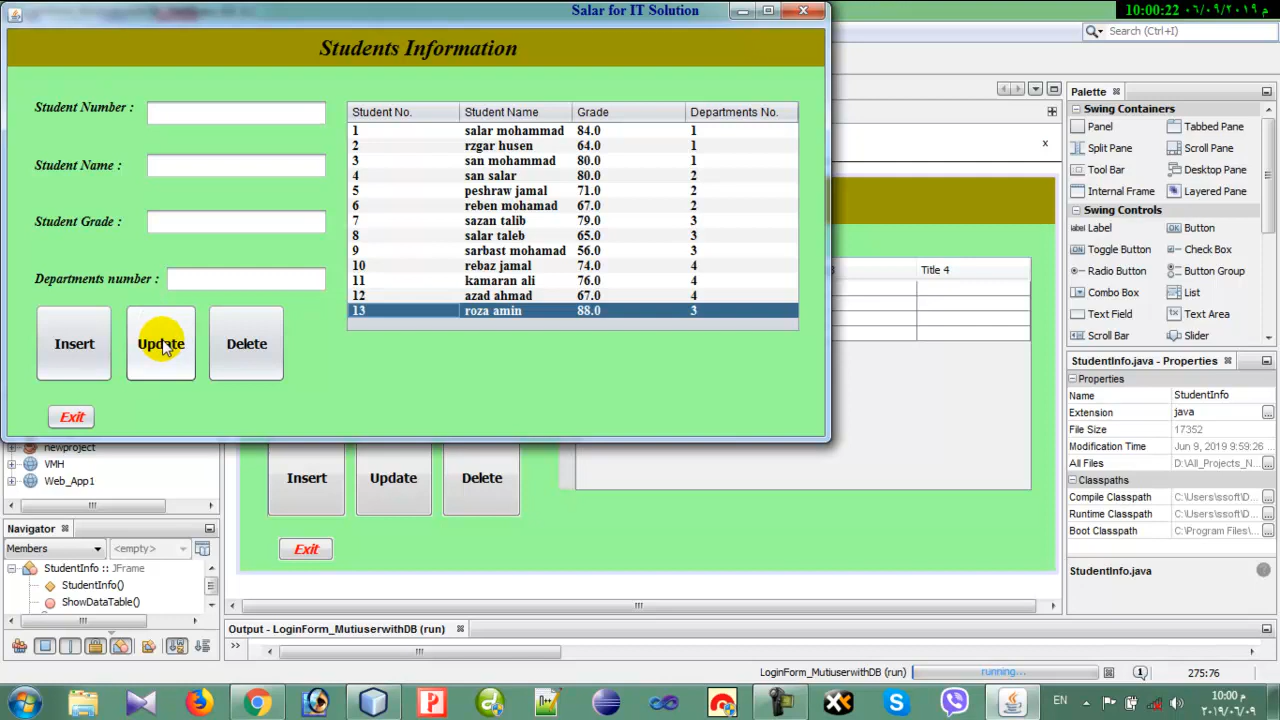 Salar for IT Solution
10:00:22 ٠٦/٠٩/٢٠١٩ م
Search (Ctrl+I)
Students Information
Student Number :
Student Name :
Student Grade :
Departments number :
Student No. Student Name Grade Departments No.
1 salar mohammad 84.0 1
2 rzgar husen 64.0 1
3 san mohammad 80.0 1
4 san salar 80.0 2
5 peshraw jamal 71.0 2
6 reben mohamad 67.0 2
7 sazan talib 79.0 3
8 salar taleb 65.0 3
9 sarbast mohamad 56.0 3
10 rebaz jamal 74.0 4
11 kamaran ali 76.0 4
12 azad ahmad 67.0 4
13 roza amin 88.0 3
Insert Update Delete
Exit
Title 4
Insert Update Delete
Exit
Palette
Swing Containers
Panel Tabbed Pane
Split Pane Scroll Pane
Tool Bar Desktop Pane
Internal Frame Layered Pane
Swing Controls
Label Button
Toggle Button Check Box
Radio Button Button Group
Combo Box List
Text Field Text Area
Scroll Bar Slider
StudentInfo.java - Properties
Properties
Name StudentInfo
Extension java
File Size 17352
Modification Time Jun 9, 2019 9:59:26
All Files D:\All_Projects_N...
Classpaths
Compile Classpath C:\Users\ssoft\D...
Runtime Classpath C:\Users\ssoft\D...
Boot Classpath C:\Program Files\...
StudentInfo.java
newproject
VMH
Web_App1
Navigator
Members <empty>
StudentInfo :: JFrame
StudentInfo()
ShowDataTable()
Output - LoginForm_MutiuserwithDB (run)
LoginForm_MutiuserwithDB (run) running... 275:76
EN
10:00 م
٢٠١٩/٠٦/٠٩